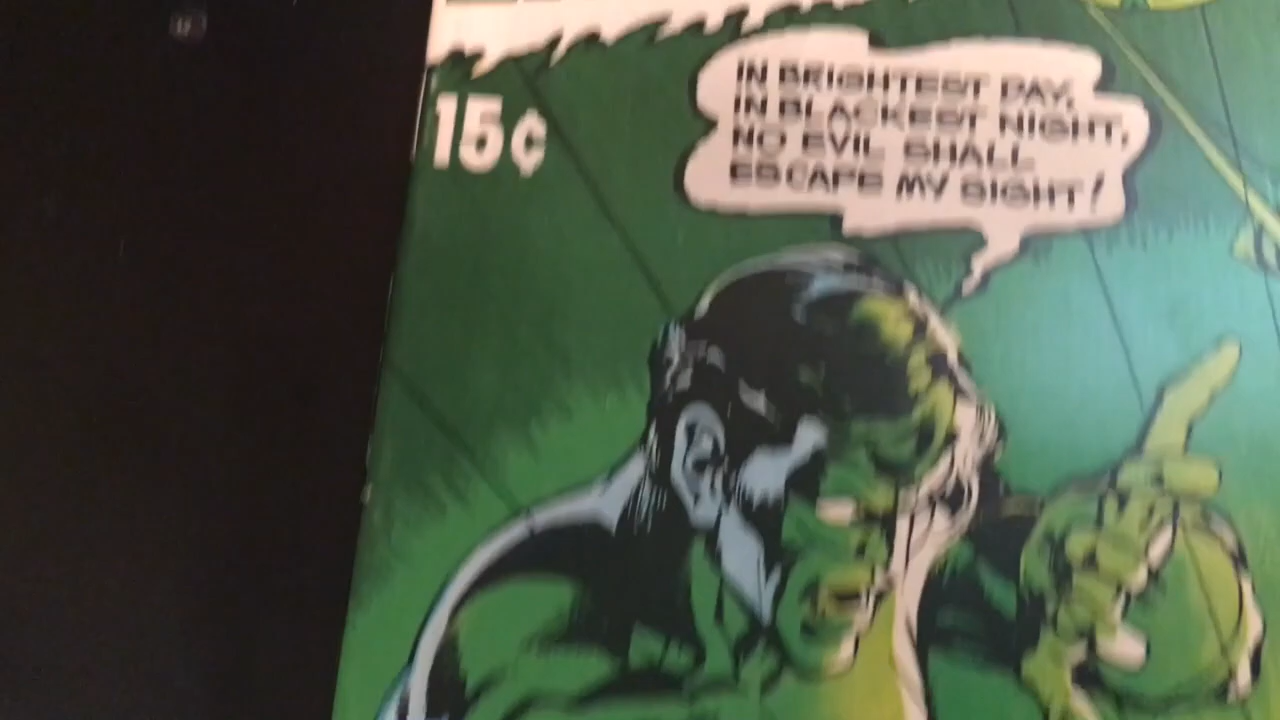 15¢
IN BRIGHTEST DAY,
IN BLACKEST NIGHT,
NO EVIL SHALL
ESCAPE MY SIGHT!